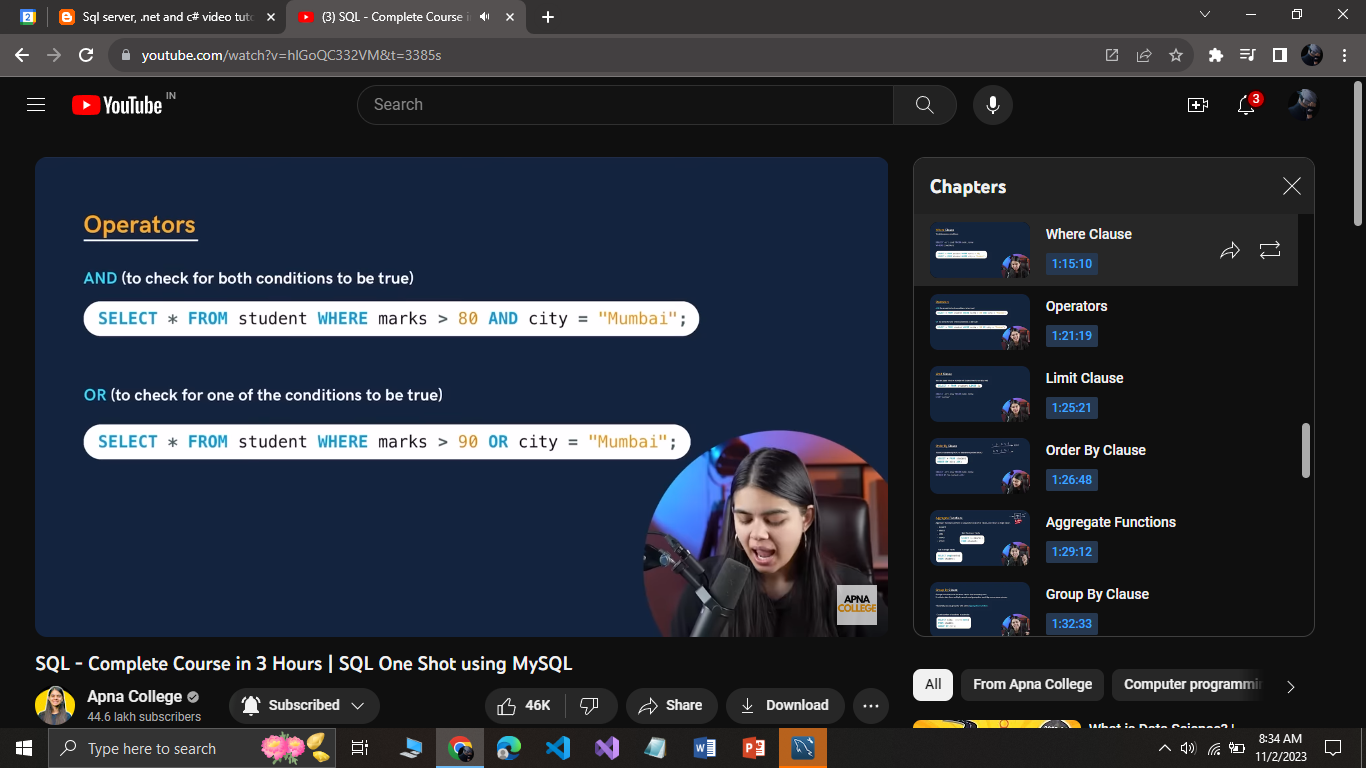 Sql server, .net and c# video tut
(3) SQL - Complete Course i
youtube.com/watch?v=hlGoQC332VM&t=3385s
YouTube IN
Search
3
Operators
AND (to check for both conditions to be true)
SELECT * FROM student WHERE marks > 80 AND city = "Mumbai";
OR (to check for one of the conditions to be true)
SELECT * FROM student WHERE marks > 90 OR city = "Mumbai";
APNA
COLLEGE
Chapters
Where Clause
1:15:10
Operators
1:21:19
Limit Clause
1:25:21
Order By Clause
1:26:48
Aggregate Functions
1:29:12
Group By Clause
1:32:33
SQL - Complete Course in 3 Hours | SQL One Shot using MySQL
Apna College
44.6 lakh subscribers
Subscribed
46K
Share
Download
All
From Apna College
Computer programmi
What is Data Science? |
Type here to search
8:34 AM
11/2/2023